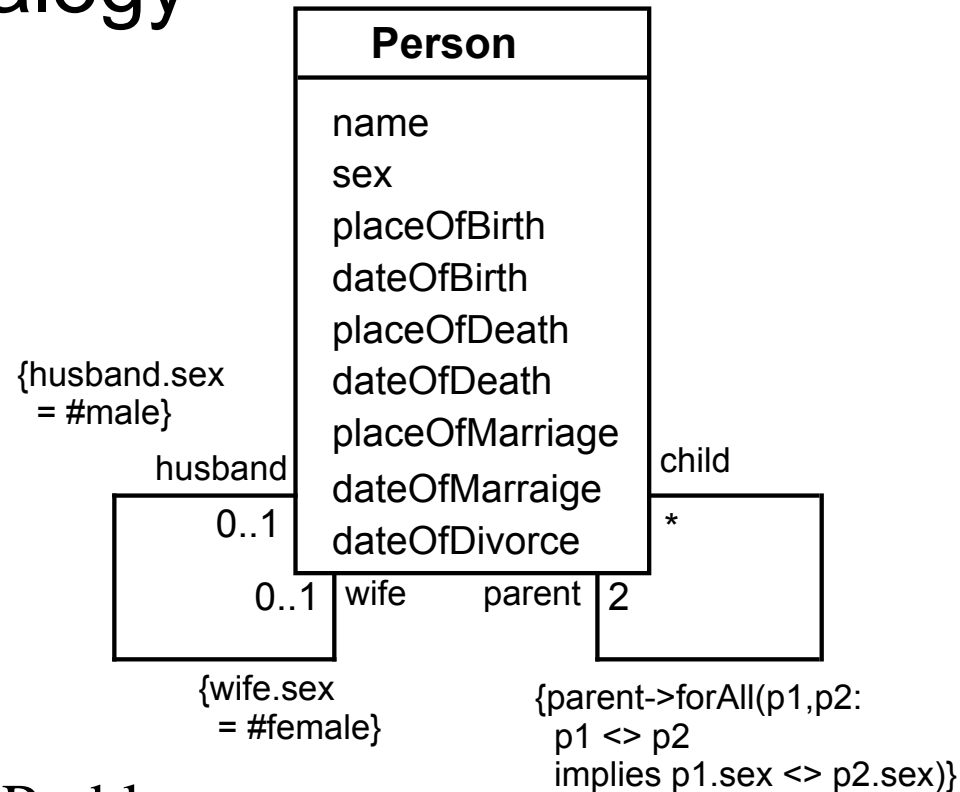 Person
name
sex
placeOfBirth
dateOfBirth
placeOfDeath
dateOfDeath
placeOfMarriage
dateOfMarraige
dateOfDivorce
{husband.sex
= #male}
husband
0..1
0..1
wife
{wife.sex
= #female}
child
*
parent
2
{parent->forAll(p1,p2:
p1 <> p2
implies p1.sex <> p2.sex)}